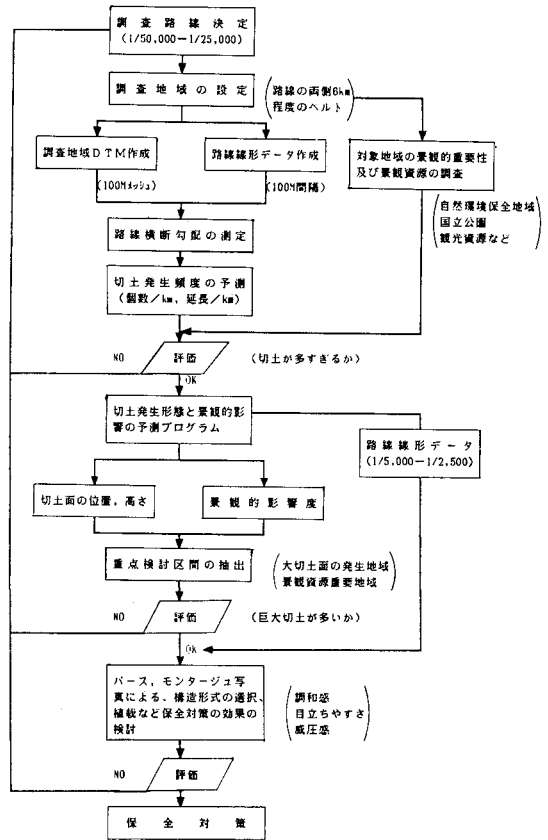 調査路線決定
(1/50,000－1/25,000)
調査地域の設定
路線の両側6km
程度のベルト
調査地域DTM作成
(100Mメッシュ)
路線線形データ作成
(100M間隔)
対象地域の景観的重要性
及び景観資源の調査
自然環境保全地域
国立公園
観光資源など
路線横断勾配の測定
切土発生頻度の予測
(個数／km, 延長／km)
NO
評価
(切土が多すぎるか)
OK
切土発生形態と景観的影
響の予測プログラム
路線線形データ
(1/5,000－1/2,500)
切土面の位置, 高さ
景観的影響度
重点検討区間の抽出
大切土面の発生地域
景観資源重要地域
NO
評価
(巨大切土が多いか)
OK
パース, モンタージュ写
真による、構造形式の選択、
植栽など保全対策の効果の
検討
調和感
目立ちやすさ
威圧感
NO
評価
保全対策